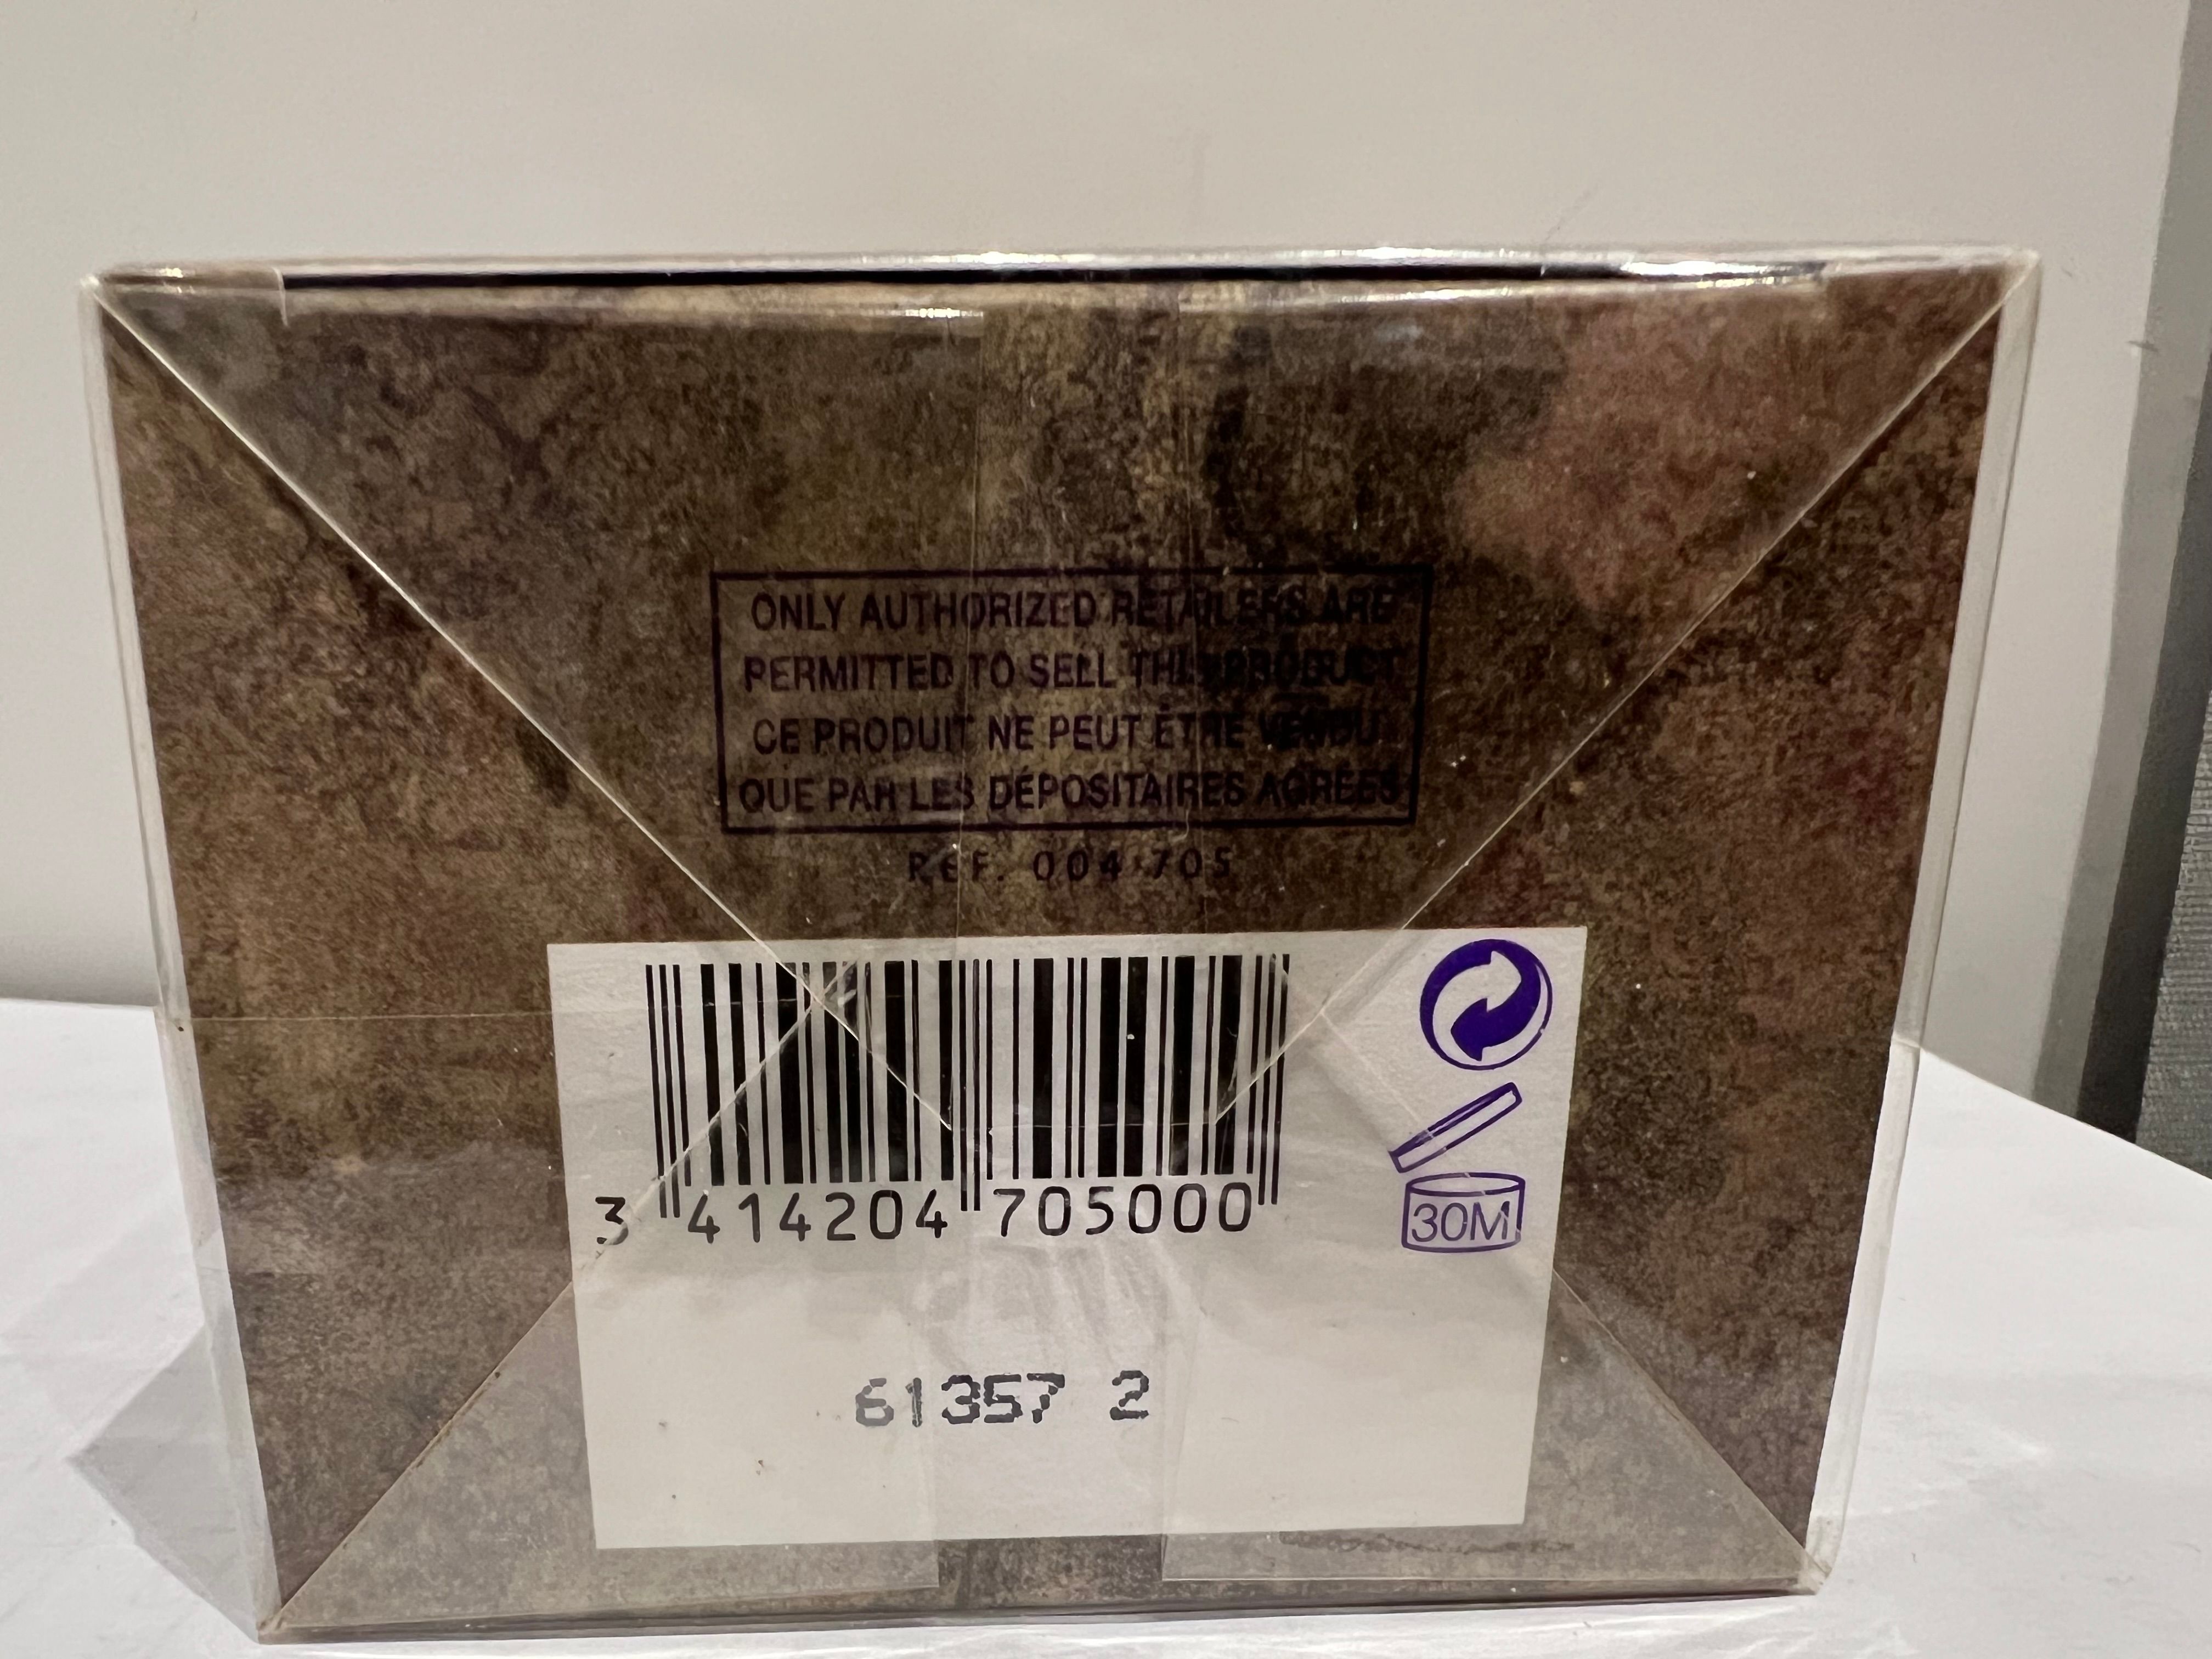 ONLY AUTHORIZED RETAILERS ARE
PERMITTED TO SELL THIS PRODUCT
CE PRODUIT NE PEUT ÊTRE VENDU
QUE PAR LES DÉPOSITAIRES AGRÉÉS
REF. 004 705
3 414204 705000
30M
61357 2